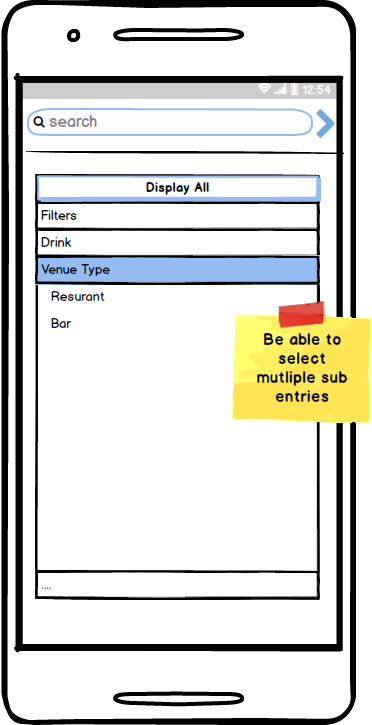 12:54
search
Display All
Filters
Drink
Venue Type
Resurant
Bar
Be able to
select
mutliple sub
entries
....